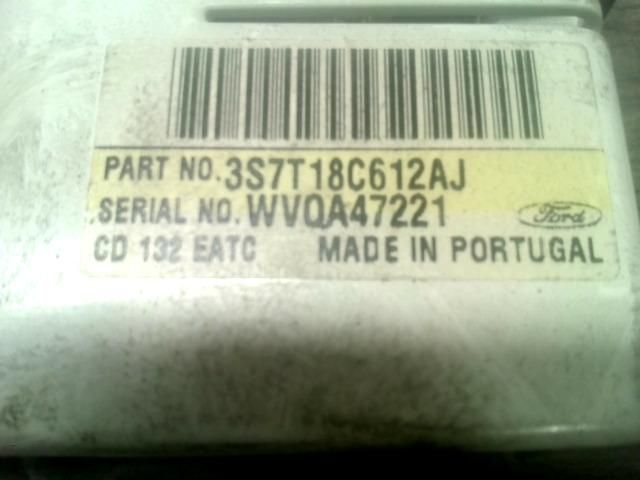 PART NO. 3S7T18C612AJ
SERIAL NO. WVQA47221 Ford
CD 132 EATC MADE IN PORTUGAL